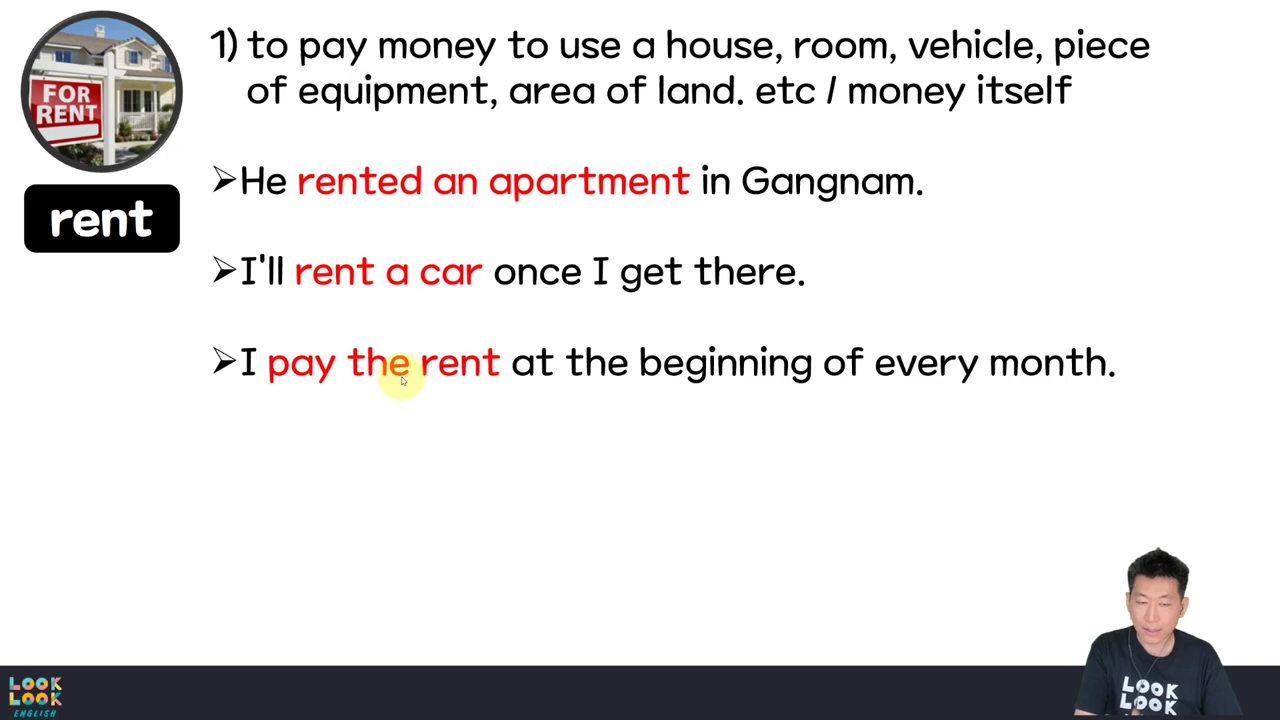 FOR
RENT
rent
1) to pay money to use a house, room, vehicle, piece
of equipment, area of land. etc / money itself
➢He rented an apartment in Gangnam.
➢I'll rent a car once I get there.
➢I pay the rent at the beginning of every month.
LOOK
LOOK
ENGLISH
LOOK
LOOK